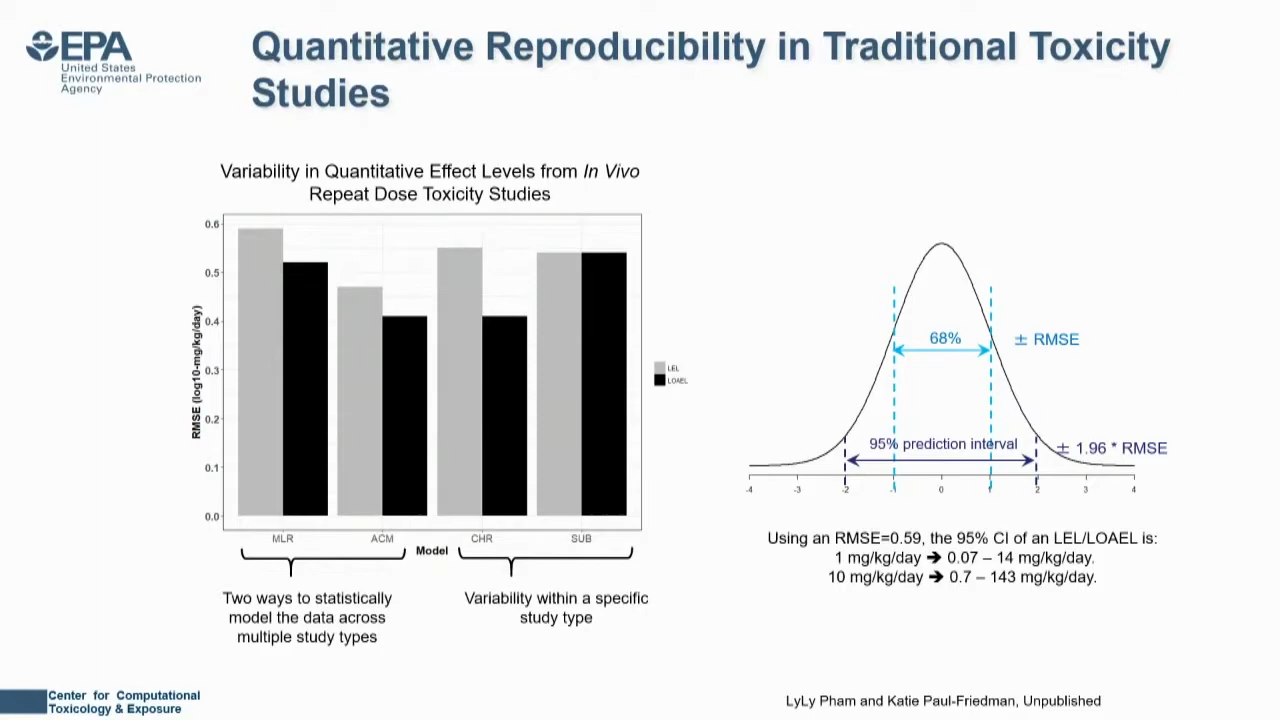 EPA
United States
Environmental Protection
Agency
Quantitative Reproducibility in Traditional Toxicity
Studies
Variability in Quantitative Effect Levels from In Vivo
Repeat Dose Toxicity Studies
RMSE (log10-mg/kg/day)
0.6
0.5
0.4
0.3
0.2
0.1
0.0
MLR
ACM
CHR
SUB
Model
LEL
LOAEL
Two ways to statistically
model the data across
multiple study types
Variability within a specific
study type
68%
± RMSE
95% prediction interval
± 1.96 * RMSE
-4 -3 -2 -1 0 1 2 3 4
Using an RMSE=0.59, the 95% CI of an LEL/LOAEL is:
1 mg/kg/day → 0.07 – 14 mg/kg/day.
10 mg/kg/day → 0.7 – 143 mg/kg/day.
Center for Computational
Toxicology & Exposure
LyLy Pham and Katie Paul-Friedman, Unpublished